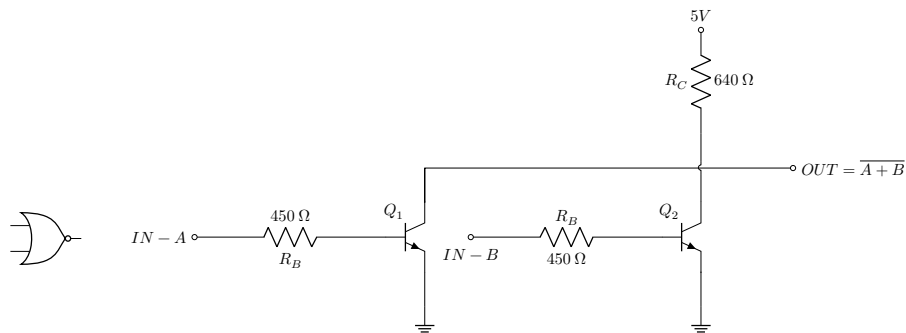 5V
R_C 640 Ω
OUT = \overline{A + B}
Q_1
Q_2
450 Ω
R_B
IN − A
IN − B
R_B
450 Ω